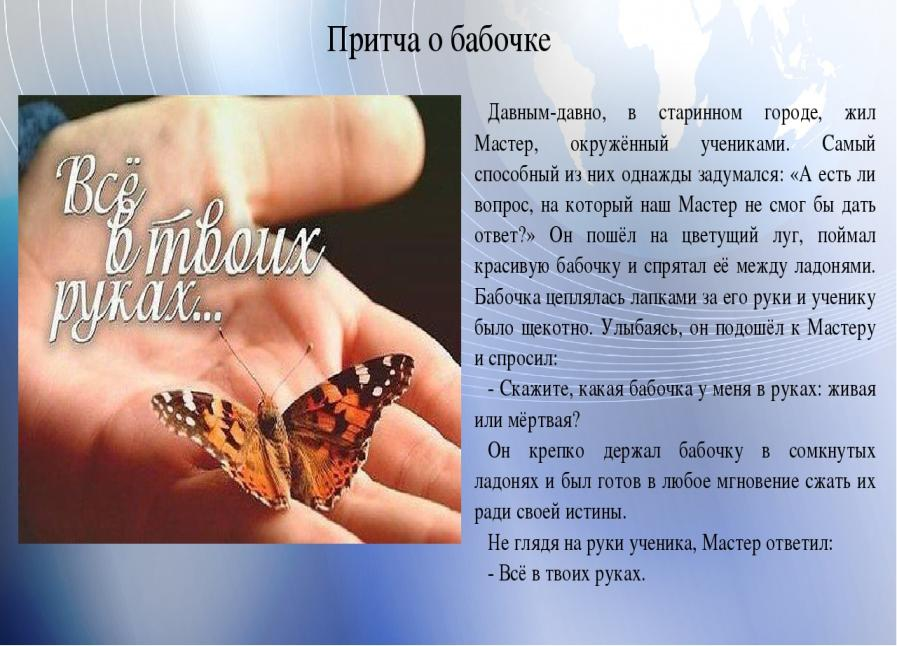 Притча о бабочке
Всё
в твоих
руках...
Давным-давно, в старинном городе, жил
Мастер, окружённый учениками. Самый
способный из них однажды задумался: «А есть ли
вопрос, на который наш Мастер не смог бы дать
ответ?» Он пошёл на цветущий луг, поймал
красивую бабочку и спрятал её между ладонями.
Бабочка цеплялась лапками за его руки и ученику
было щекотно. Улыбаясь, он подошёл к Мастеру
и спросил:
- Скажите, какая бабочка у меня в руках: живая
или мёртвая?
Он крепко держал бабочку в сомкнутых
ладонях и был готов в любое мгновение сжать их
ради своей истины.
Не глядя на руки ученика, Мастер ответил:
- Всё в твоих руках.